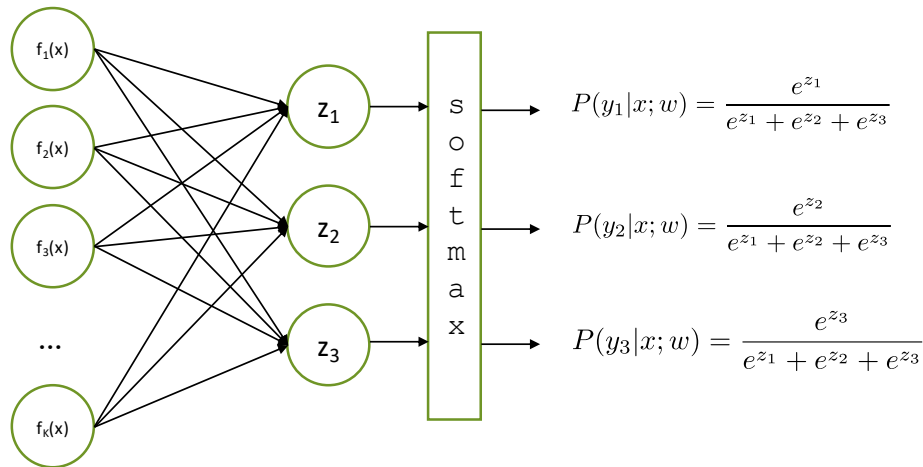 f₁(x)
f₂(x)
f₃(x)
...
fₖ(x)
z₁
z₂
z₃
softmax
P(y₁|x; w) = e^{z₁} / (e^{z₁} + e^{z₂} + e^{z₃})
P(y₂|x; w) = e^{z₂} / (e^{z₁} + e^{z₂} + e^{z₃})
P(y₃|x; w) = e^{z₃} / (e^{z₁} + e^{z₂} + e^{z₃})